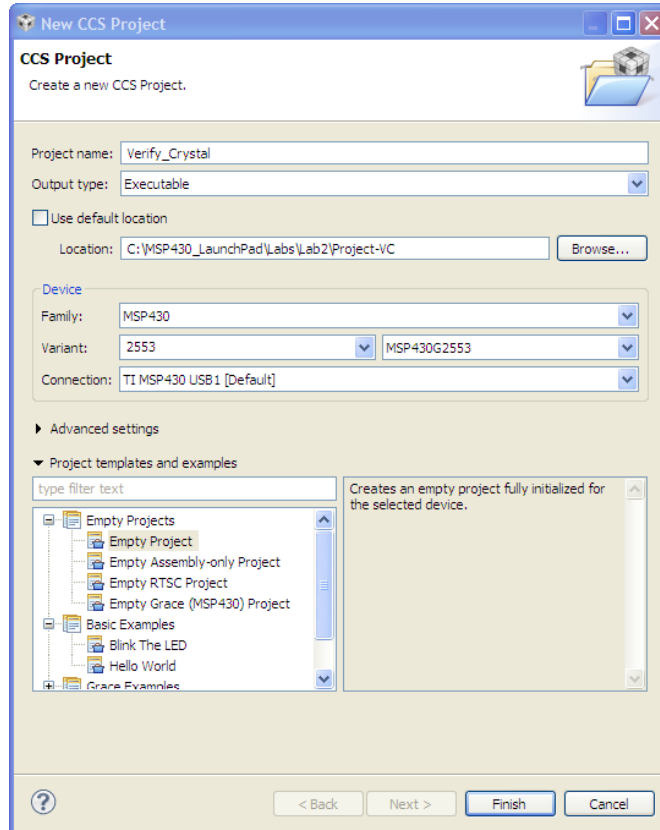 New CCS Project
CCS Project
Create a new CCS Project.
Project name: Verify_Crystal
Output type: Executable
Use default location
Location: C:\MSP430_LaunchPad\Labs\Lab2\Project-VC Browse...
Device
Family: MSP430
Variant: 2553 MSP430G2553
Connection: TI MSP430 USB1 [Default]
Advanced settings
Project templates and examples
type filter text
Empty Projects
Empty Project
Empty Assembly-only Project
Empty RTSC Project
Empty Grace (MSP430) Project
Basic Examples
Blink The LED
Hello World
Grace Examples
Creates an empty project fully initialized for
the selected device.
? < Back Next > Finish Cancel